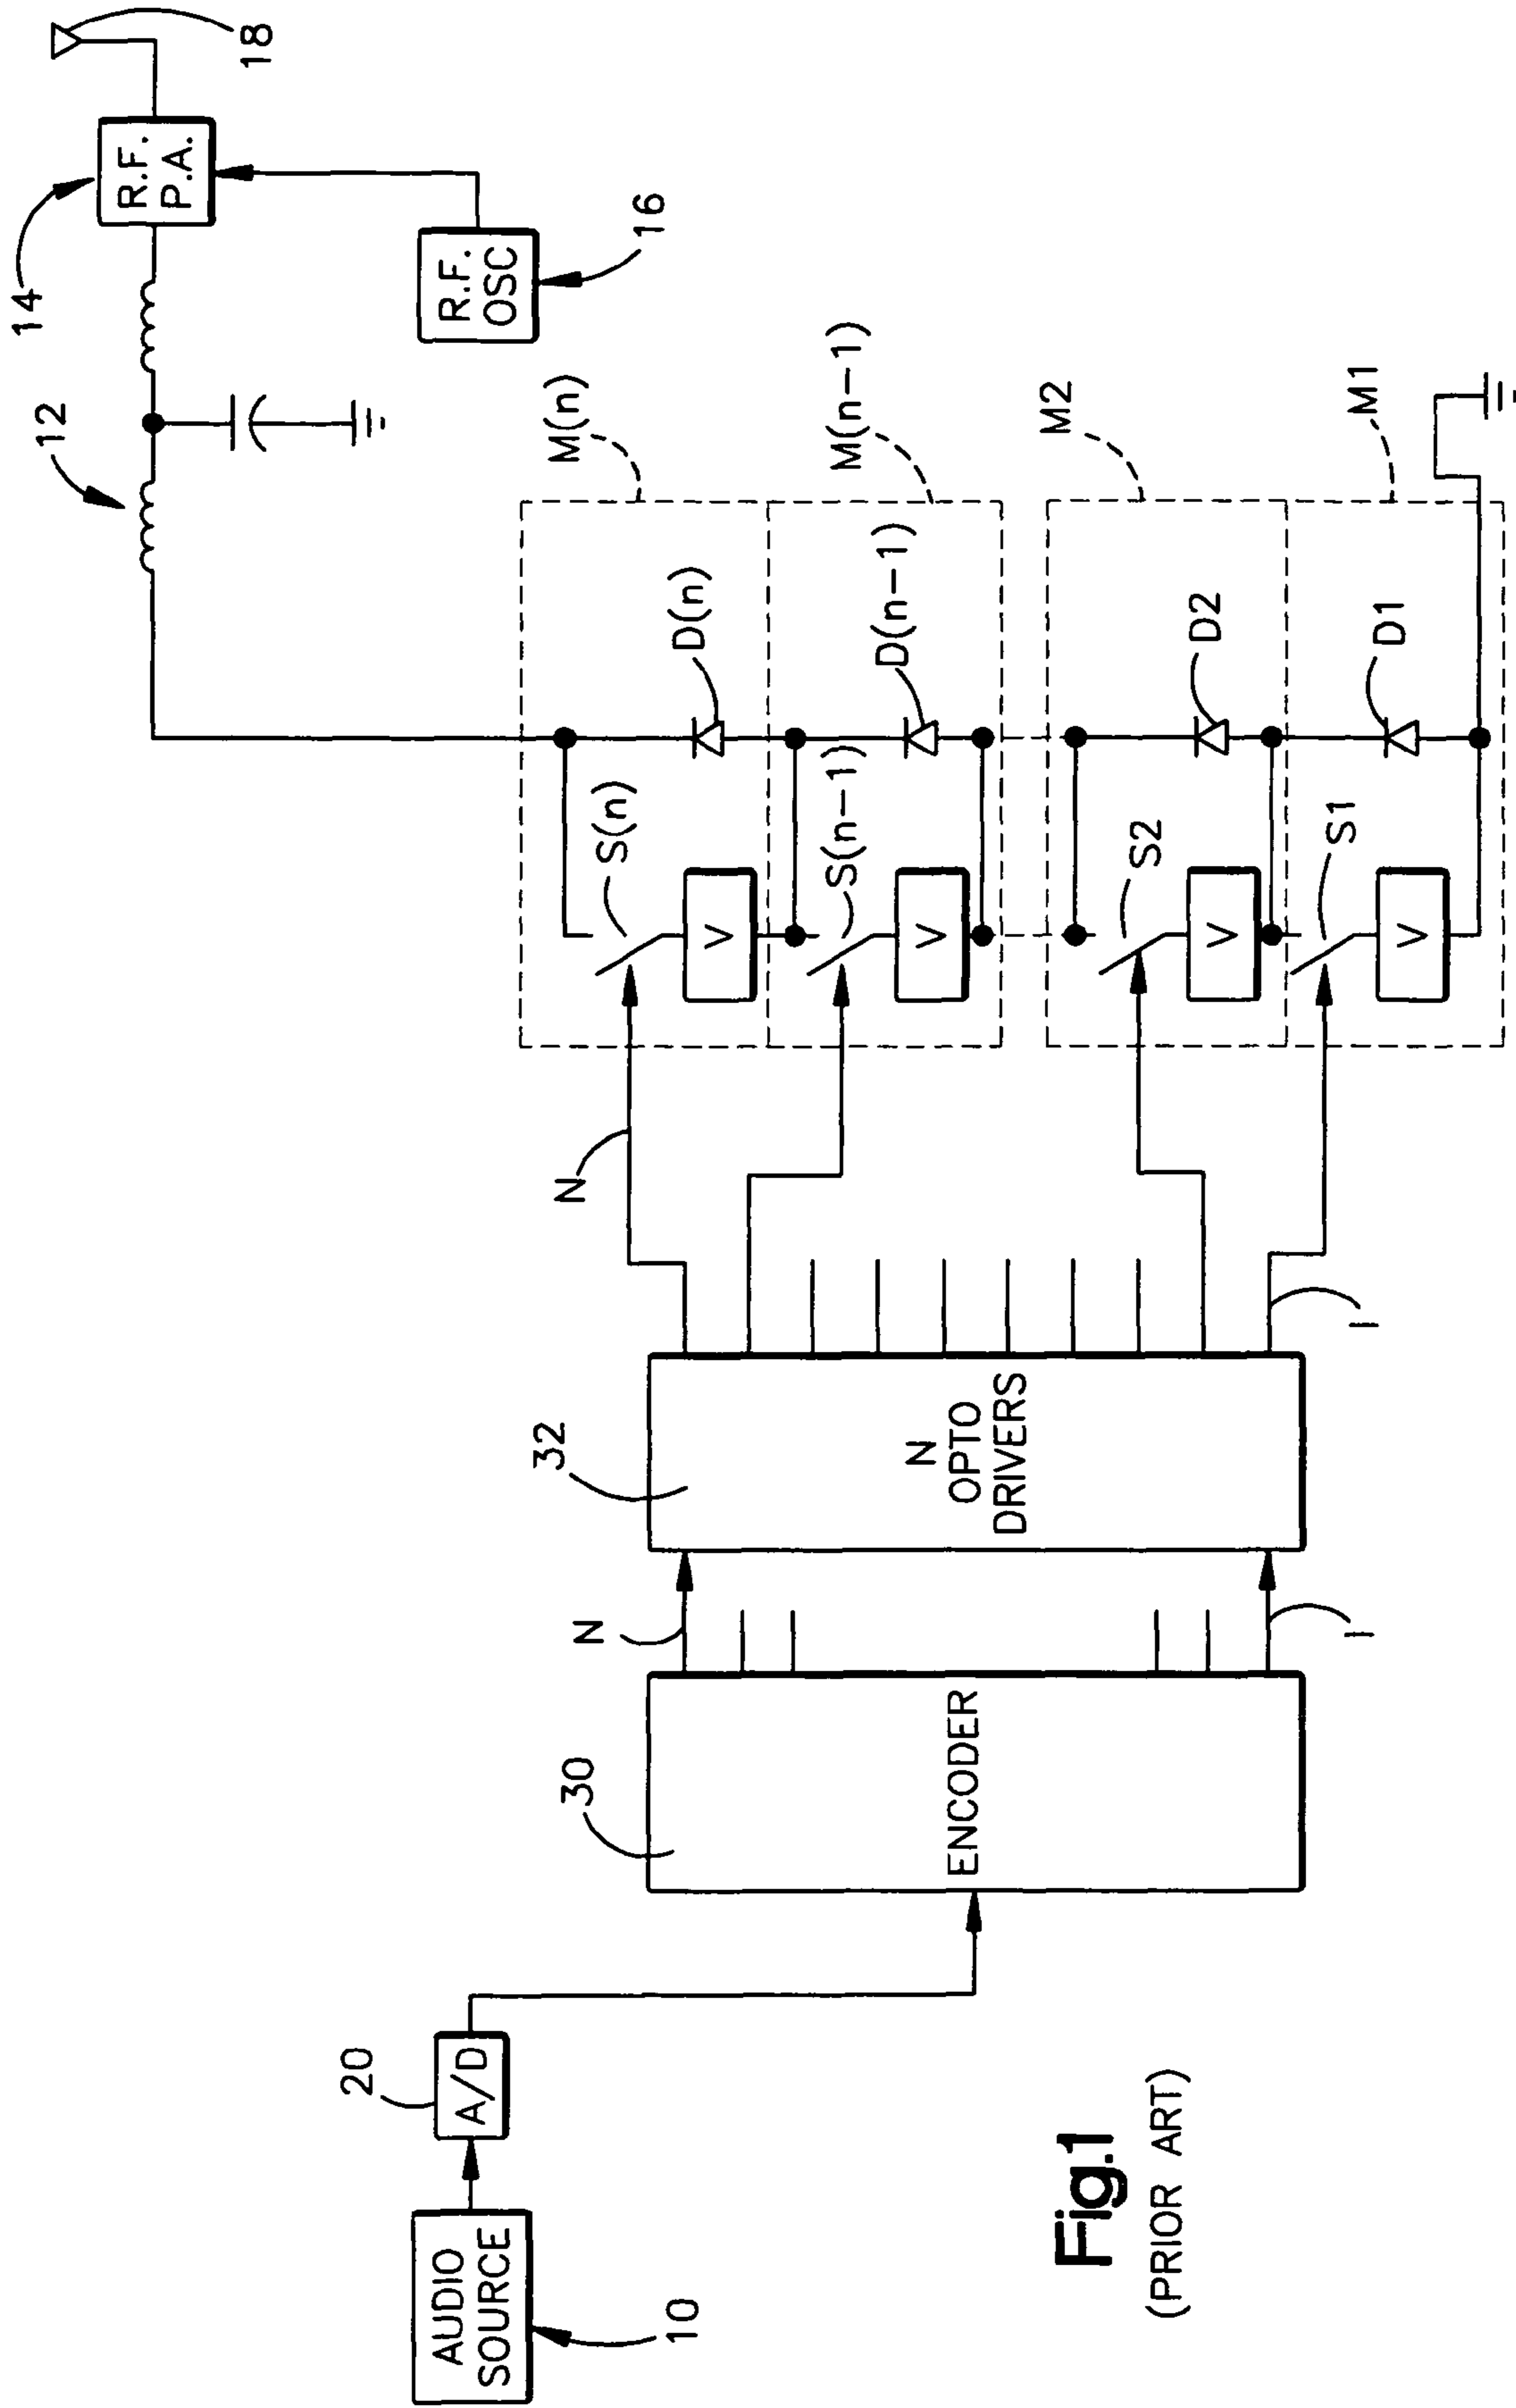 AUDIO
SOURCE
10
A/D
20
ENCODER
30
N
1
N
OPTO
DRIVERS
32
N
1
S(n)
V
D(n)
M(n)
S(n-1)
V
D(n-1)
M(n-1)
S2
V
D2
M2
S1
V
D1
M1
12
R.F.
P.A.
14
R.F.
OSC
16
18
Fig.1
(PRIOR ART)